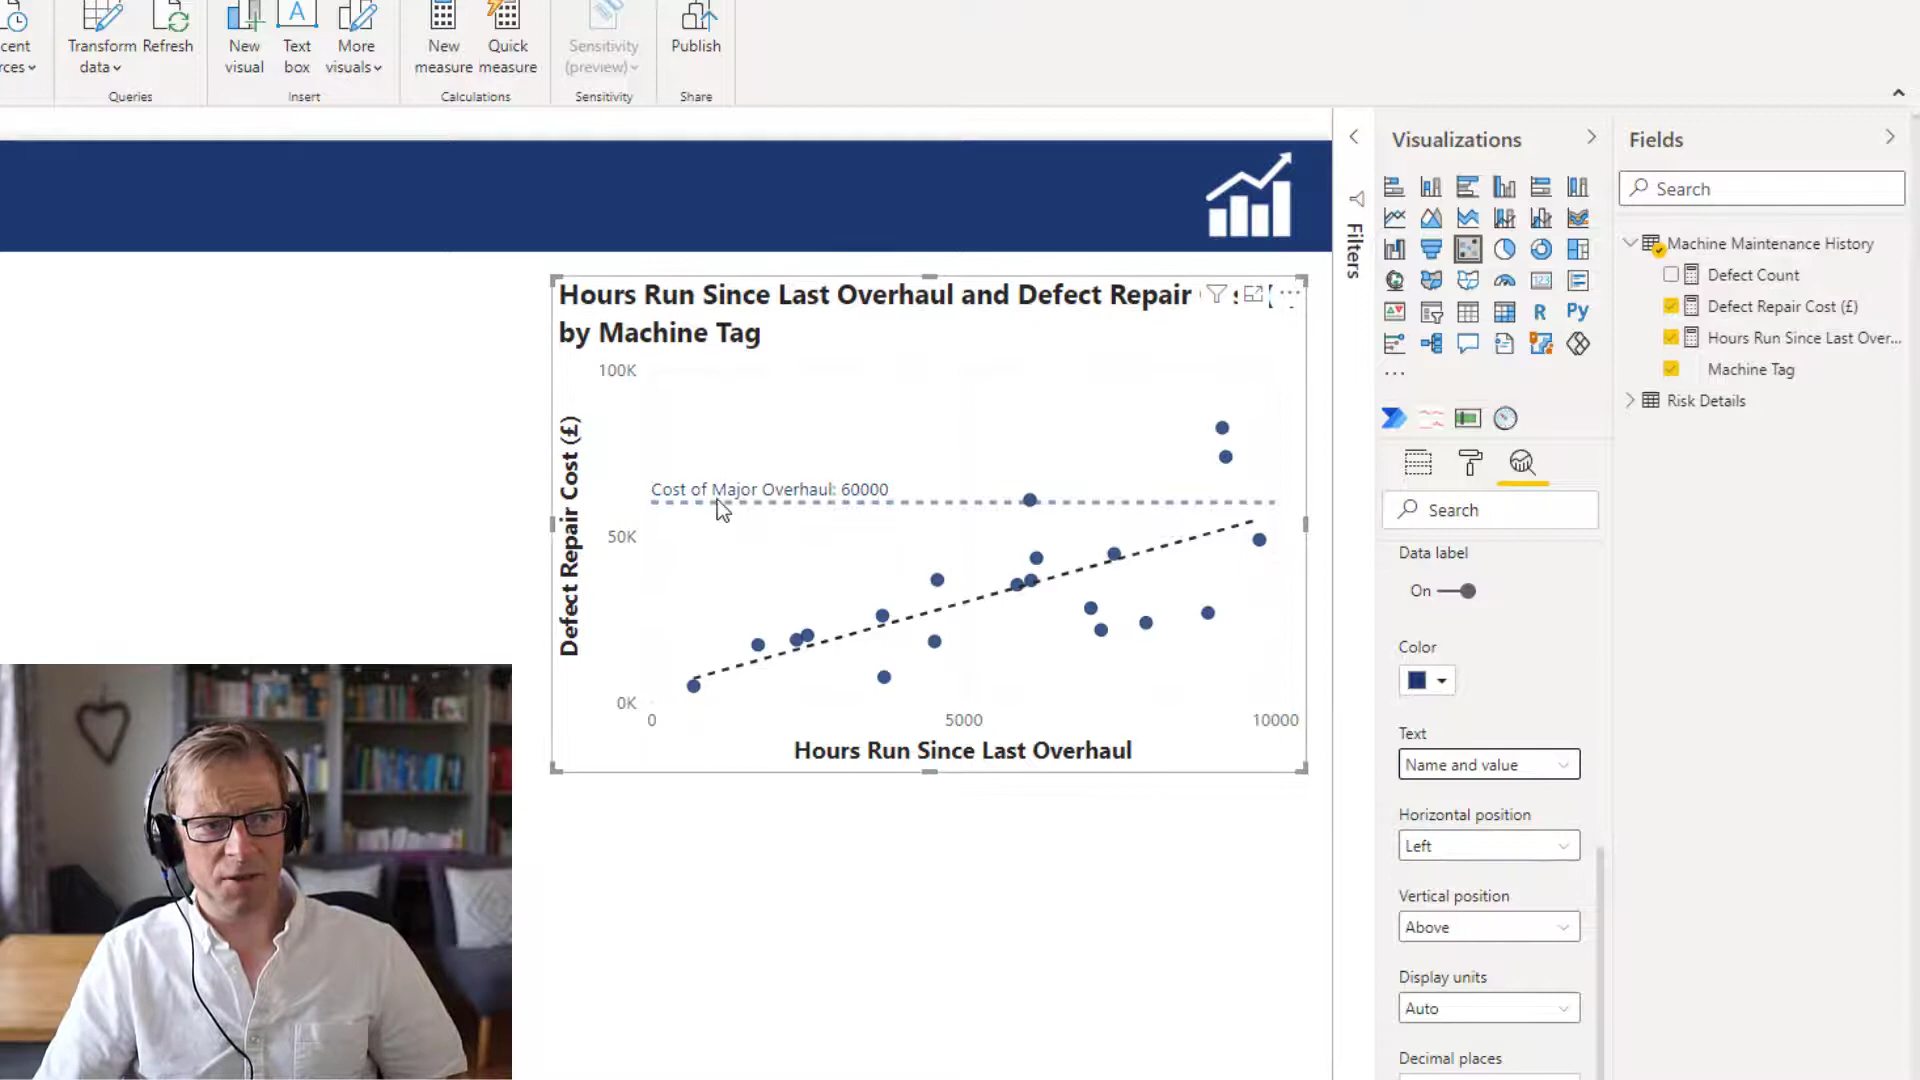 cent
rces
Transform
data
Refresh
Queries
New
visual
Text
box
More
visuals
Insert
New
measure
Quick
measure
Calculations
Sensitivity
(preview)
Sensitivity
Publish
Share
Hours Run Since Last Overhaul and Defect Repair
by Machine Tag
100K
50K
0K
Defect Repair Cost (£)
Cost of Major Overhaul: 60000
0
5000
10000
Hours Run Since Last Overhaul
Filters
Visualizations
R
Py
Search
Data label
On
Color
Text
Name and value
Horizontal position
Left
Vertical position
Above
Display units
Auto
Decimal places
Fields
Search
Machine Maintenance History
Defect Count
Defect Repair Cost (£)
Hours Run Since Last Over...
Machine Tag
Risk Details